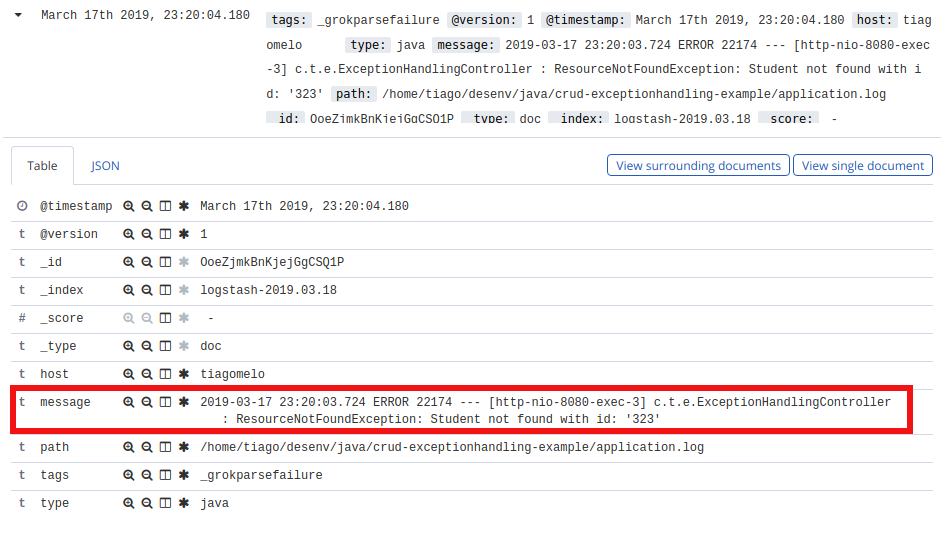 March 17th 2019, 23:20:04.180
tags: _grokparsefailure @version: 1 @timestamp: March 17th 2019, 23:20:04.180 host: tiag
omelo type: java message: 2019-03-17 23:20:03.724 ERROR 22174 --- [http-nio-8080-exec
-3] c.t.e.ExceptionHandlingController : ResourceNotFoundException: Student not found with i
d: '323' path: /home/tiago/desenv/java/crud-exceptionhandling-example/application.log
_id: OoeZjmkBnKjejGgCSQ1P _type: doc _index: logstash-2019.03.18 _score: -
Table JSON View surrounding documents View single document
@timestamp March 17th 2019, 23:20:04.180
t @version 1
t _id OoeZjmkBnKjejGgCSQ1P
t _index logstash-2019.03.18
# _score -
t _type doc
t host tiagomelo
t message 2019-03-17 23:20:03.724 ERROR 22174 --- [http-nio-8080-exec-3] c.t.e.ExceptionHandlingController
: ResourceNotFoundException: Student not found with id: '323'
t path /home/tiago/desenv/java/crud-exceptionhandling-example/application.log
t tags _grokparsefailure
t type java